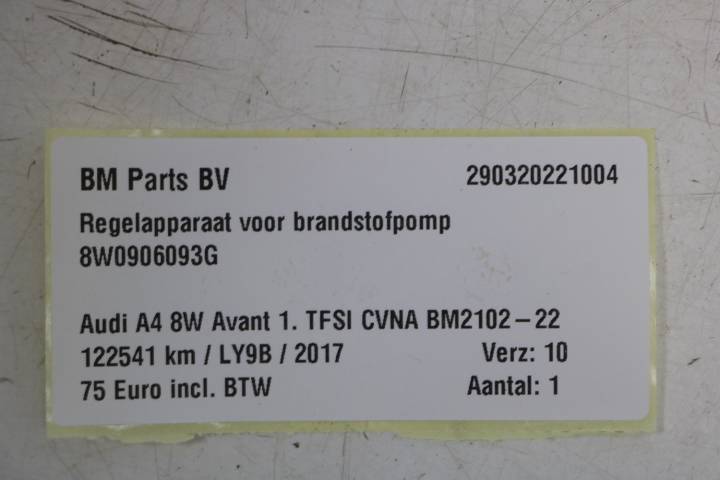 BM Parts BV 290320221004
Regelapparaat voor brandstofpomp
8W0906093G
Audi A4 8W Avant 1. TFSI CVNA BM2102-22
122541 km / LY9B / 2017 Verz: 10
75 Euro incl. BTW Aantal: 1